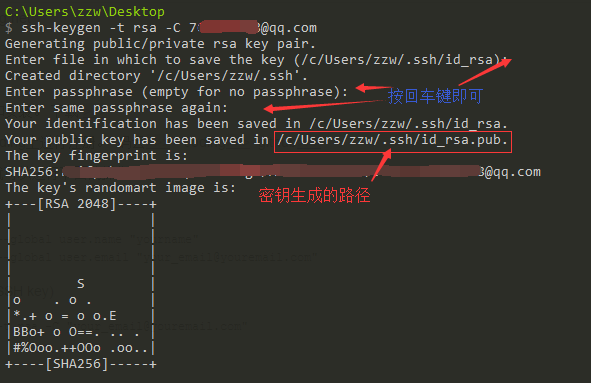 C:\Users\zzw\Desktop
$ ssh-keygen -t rsa -C 7 3@qq.com
Generating public/private rsa key pair.
Enter file in which to save the key (/c/Users/zzw/.ssh/id_rsa):
Created directory '/c/Users/zzw/.ssh'.
Enter passphrase (empty for no passphrase):
按回车键即可
Enter same passphrase again:
Your identification has been saved in /c/Users/zzw/.ssh/id_rsa.
Your public key has been saved in /c/Users/zzw/.ssh/id_rsa.pub.
The key fingerprint is:
SHA256: 3@qq.com
The key's randomart image is:
密钥生成的路径
+---[RSA 2048]----+
|                 |
|                 |
|                 |
|                 |
|        S        |
|o    . o .       |
|*.+ o = o o.E    |
|BBo+ o O==. .. . |
|#%Ooo.++OOo .oo..|
+----[SHA256]-----+